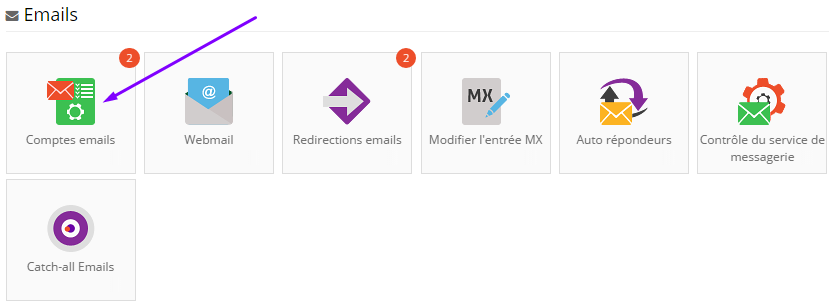 Emails
2
2
@
MX
Comptes emails
Webmail
Redirections emails
Modifier l'entrée MX
Auto répondeurs
Contrôle du service de
messagerie
Catch-all Emails